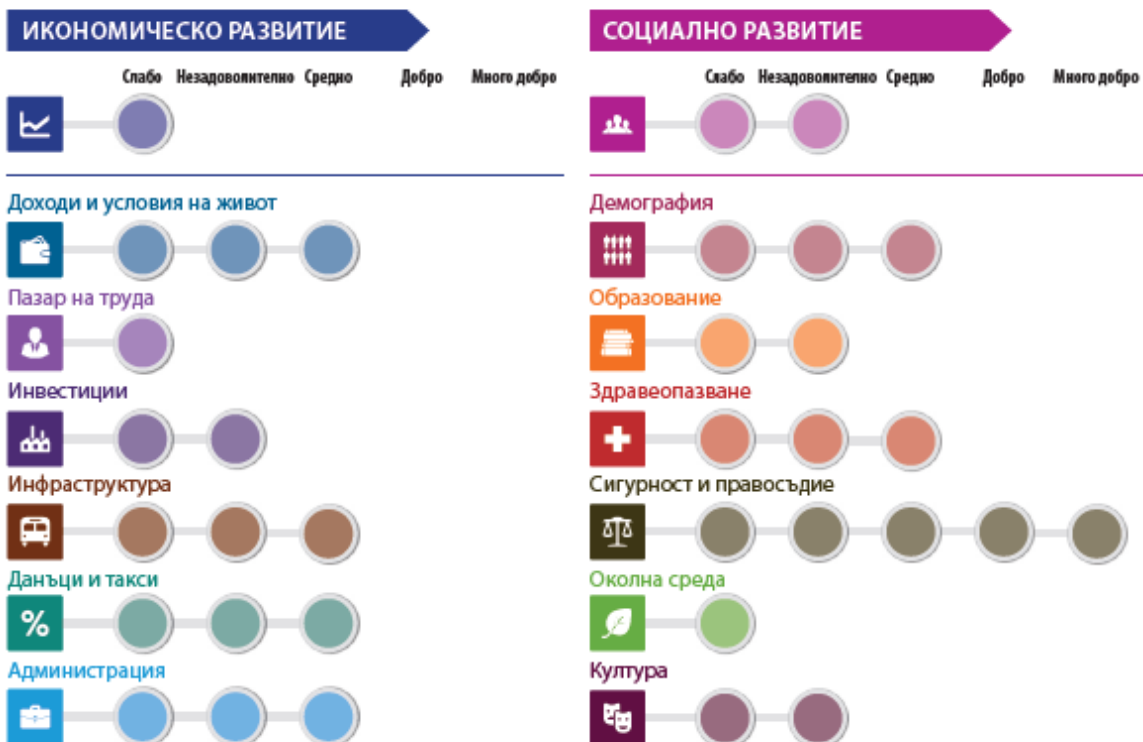 ИКОНОМИЧЕСКО РАЗВИТИЕ
Слабо Незадоволително Средно Добро Много добро
Доходи и условия на живот
Пазар на труда
Инвестиции
Инфраструктура
Данъци и такси
%
Администрация
СОЦИАЛНО РАЗВИТИЕ
Слабо Незадоволително Средно Добро Много добро
Демография
Образование
Здравеопазване
Сигурност и правосъдие
Околна среда
Култура